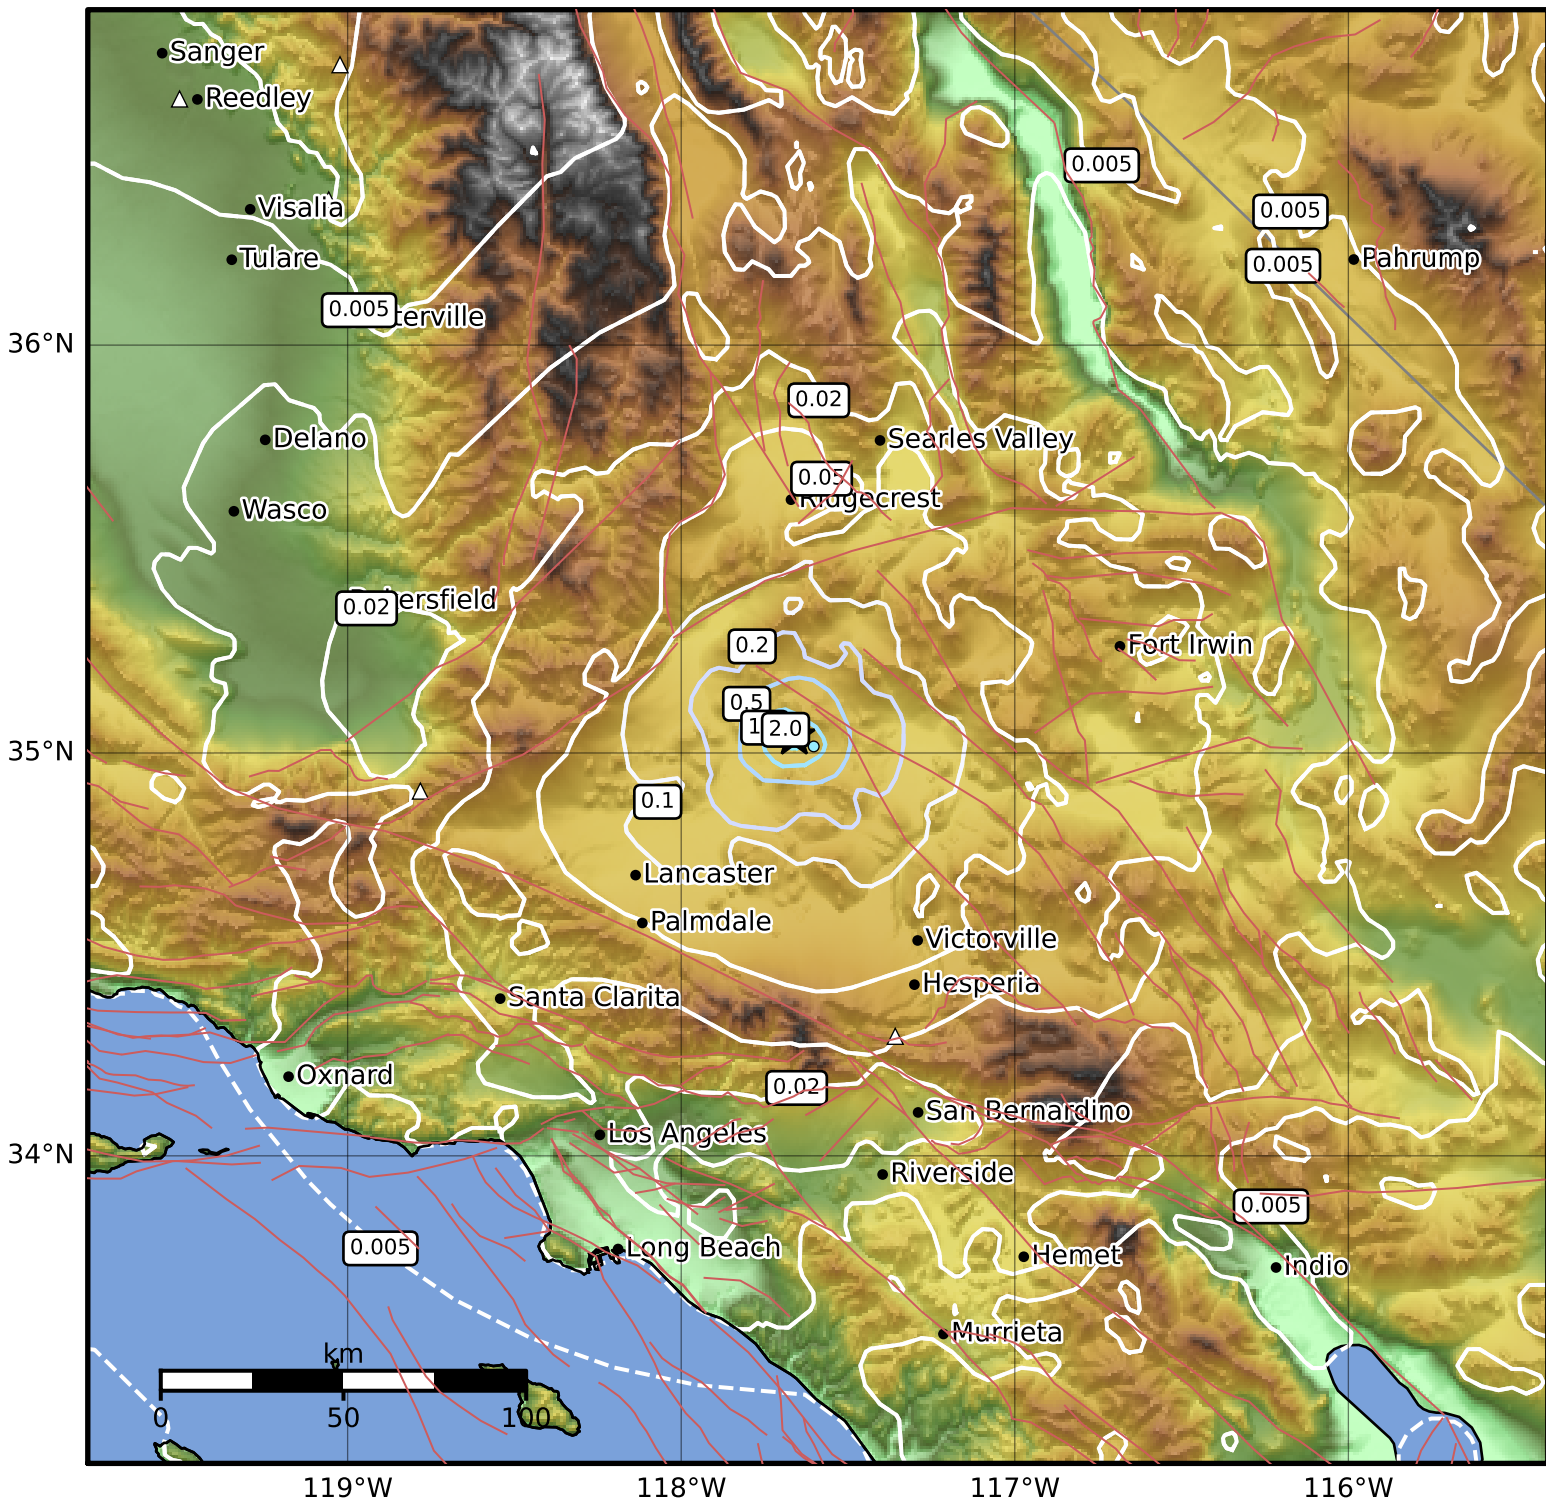 Sanger
Reedley
0.005
0.005
Visalia
Tulare
0.005
Pahrump
0.005
terville
36°N
0.02
Delano
Searles Valley
0.05
Ridgecrest
Wasco
0.02
ersfield
0.2
Fort Irwin
0.5
1
2.0
35°N
0.1
Lancaster
Palmdale
Victorville
Hesperia
Santa Clarita
Oxnard
0.02
San Bernardino
Los Angeles
34°N
Riverside
0.005
0.005
Long Beach
Hemet
Indio
Murrieta
km
0 50 100
119°W 118°W 117°W 116°W